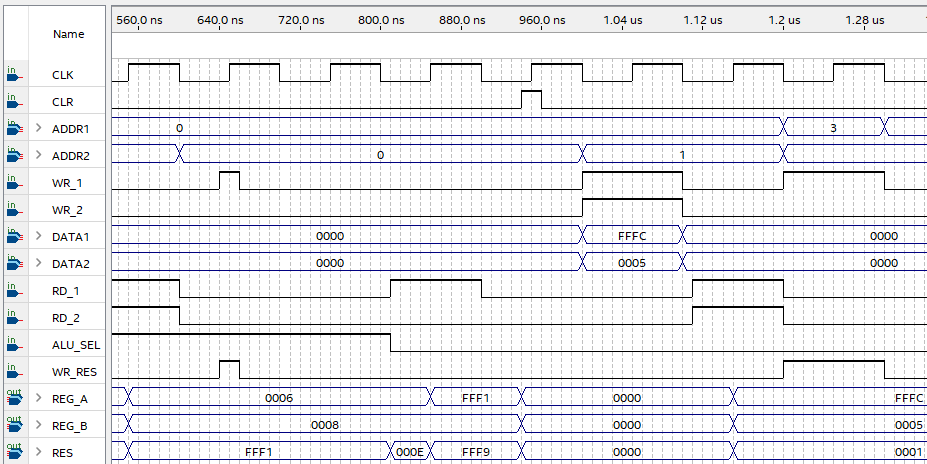 Name 560.0 ns 640.0 ns 720.0 ns 800.0 ns 880.0 ns 960.0 ns 1.04 us 1.12 us 1.2 us 1.28 us
in CLK
in CLR
in > ADDR1 0 3
in > ADDR2 0 1
in WR_1
in WR_2
in > DATA1 0000 FFFC 0000
in > DATA2 0000 0005 0000
in RD_1
in RD_2
in ALU_SEL
in WR_RES
out > REG_A 0006 FFF1 0000 FFFC
out > REG_B 0008 0000 0005
out > RES FFF1 000E FFF9 0000 0001